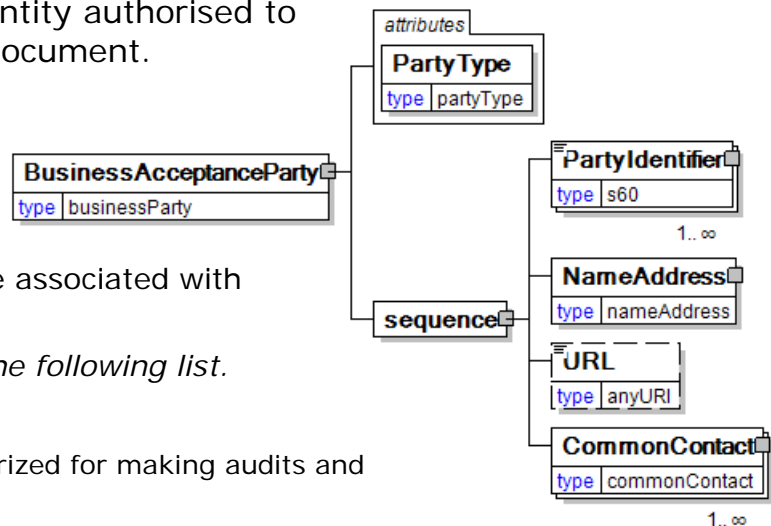 ntity authorised to
ocument.
e associated with
he following list.
rized for making audits and
attributes
PartyType
type partyType
BusinessAcceptanceParty
type businessParty
sequence
PartyIdentifier
type s60
1.. ∞
NameAddress
type nameAddress
URL
type anyURI
CommonContact
type commonContact
1.. ∞